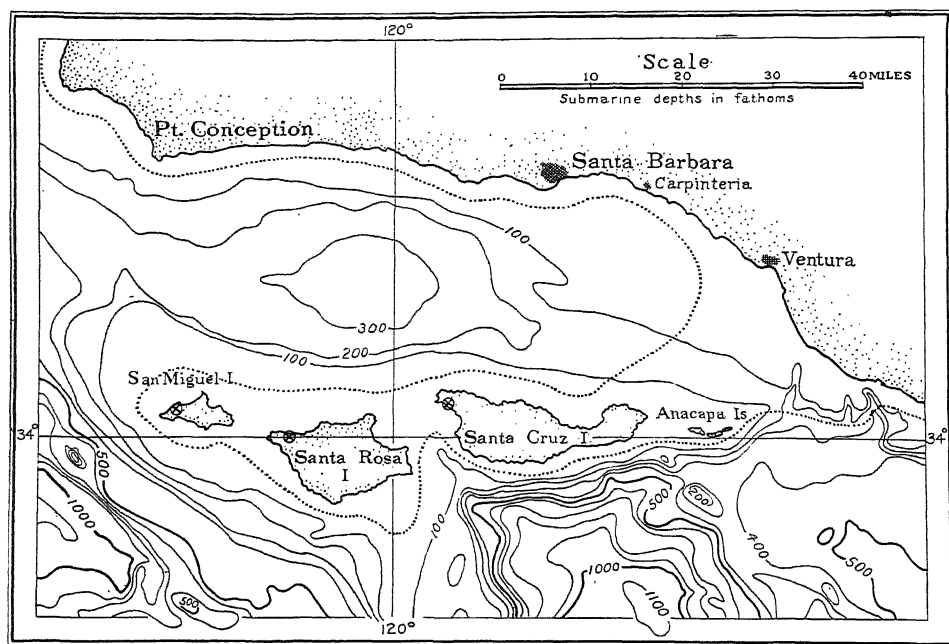 120°
Scale
0 10 20 30 40 MILES
Submarine depths in fathoms
Pt. Conception
Santa Barbara
Carpinteria
100
Ventura
300
200
100
San Miguel I.
Anacapa Is.
34°
Santa Cruz I.
34°
Santa Rosa
I
500
500
200
1000
100
400
500
1000
1100
500
120°